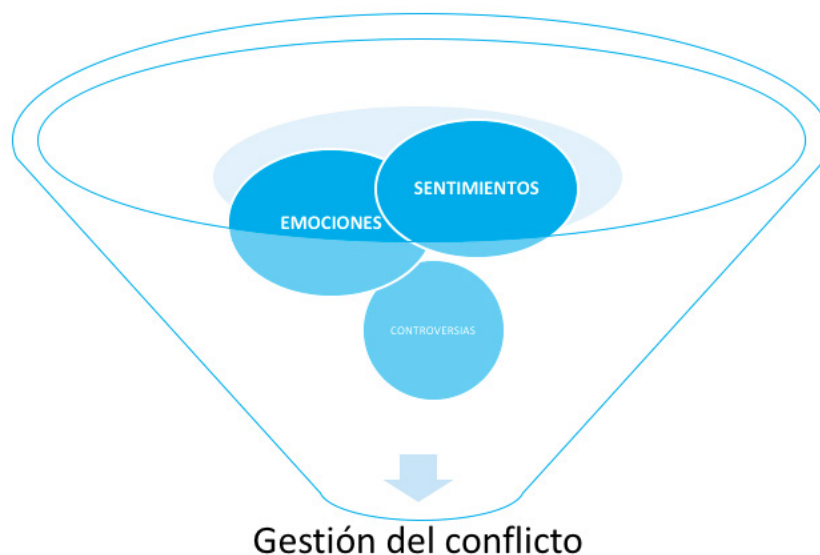 SENTIMIENTOS
EMOCIONES
CONTROVERSIAS
Gestión del conflicto